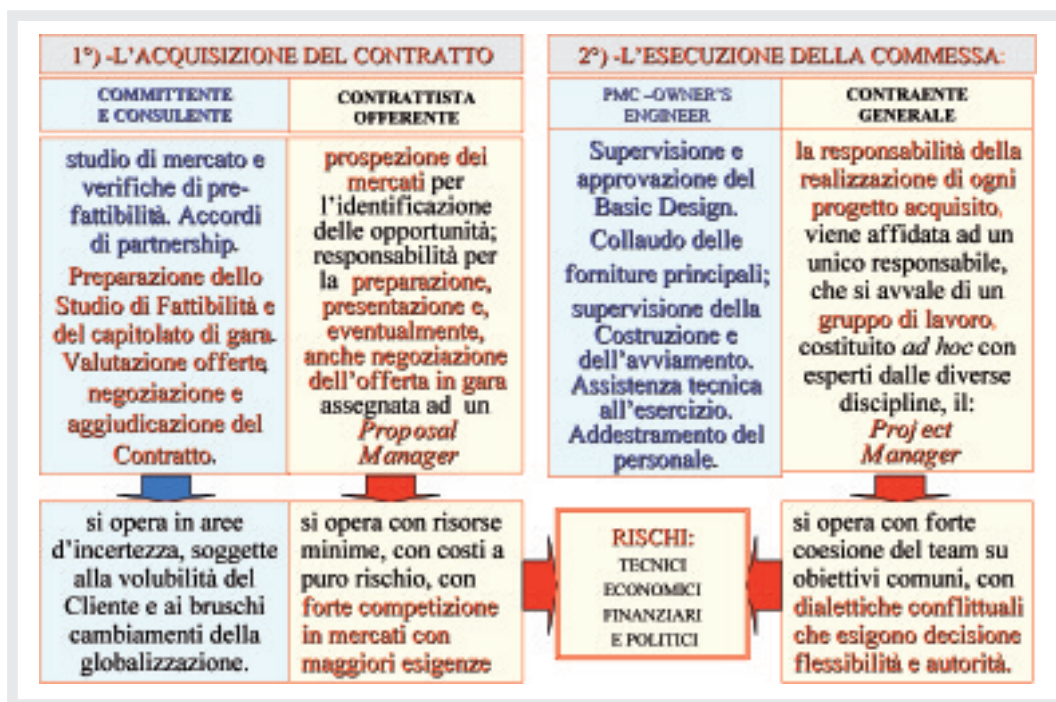 1°) -L'ACQUISIZIONE DEL CONTRATTO
COMMITTENTE
E CONSULENTE
studio di mercato e
verifiche di pre-
fattibilità. Accordi
di partnership.
Preparazione dello
Studio di Fattibilità e
del capitolato di gara.
Valutazione offerte,
negoziazione e
aggiudicazione del
Contratto.
si opera in aree
d'incertezza, soggette
alla volubilità del
Cliente e ai bruschi
cambiamenti della
globalizzazione.
CONTRATTISTA
OFFERENTE
prospezione dei
mercati per
l'identificazione
delle opportunità;
responsabilità per
la preparazione,
presentazione e,
eventualmente,
anche negoziazione
dell'offerta in gara
assegnata ad un
Proposal
Manager
si opera con risorse
minime, con costi a
puro rischio, con
forte competizione
in mercati con
maggiori esigenze
2°) -L'ESECUZIONE DELLA COMMESSA:
PMC –OWNER'S
ENGINEER
Supervisione e
approvazione del
Basic Design.
Collaudo delle
forniture principali;
supervisione della
Costruzione e
dell'avviamento.
Assistenza tecnica
all'esercizio.
Addestramento del
personale.
RISCHI:
TECNICI
ECONOMICI
FINANZIARI
E POLITICI
CONTRAENTE
GENERALE
la responsabilità della
realizzazione di ogni
progetto acquisito,
viene affidata ad un
unico responsabile,
che si avvale di un
gruppo di lavoro,
costituito ad hoc con
esperti dalle diverse
discipline, il:
Project
Manager
si opera con forte
coesione del team su
obiettivi comuni, con
dialettiche conflittuali
che esigono decisione
flessibilità e autorità.